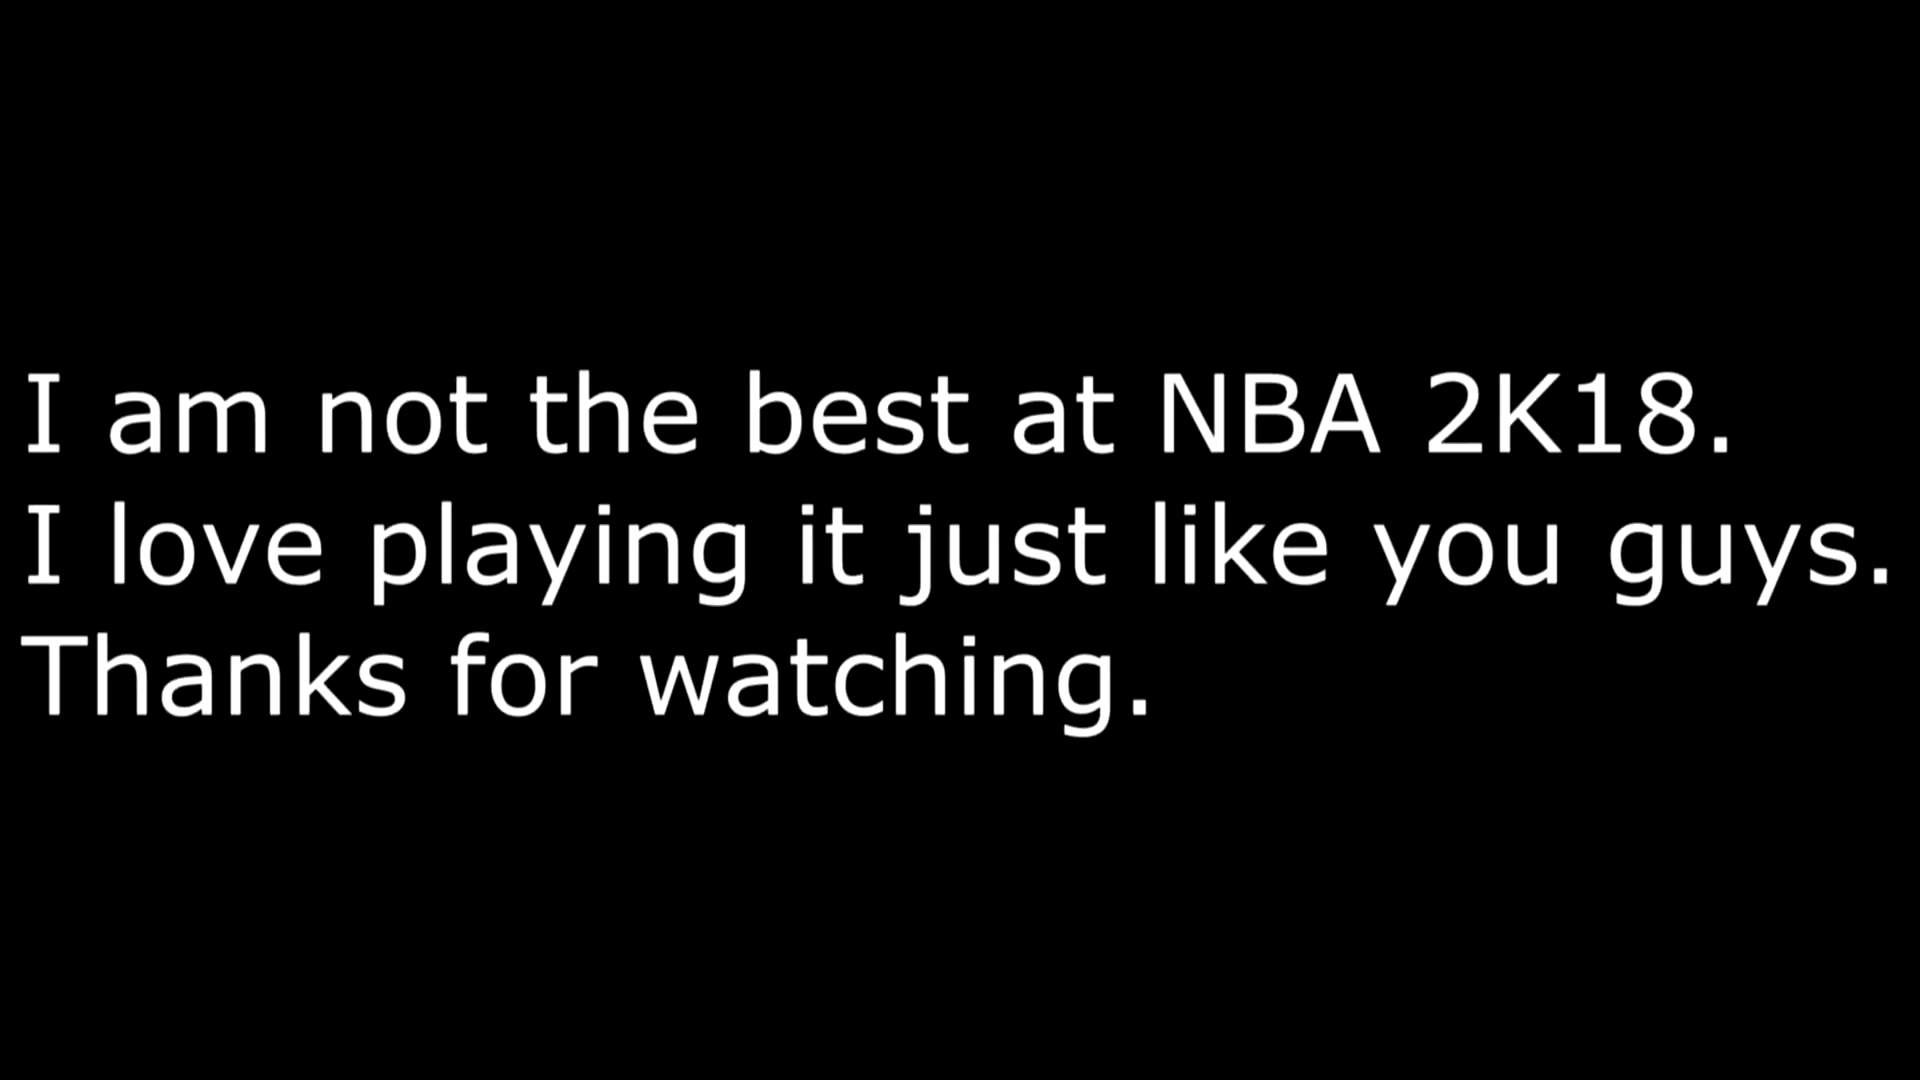 I am not the best at NBA 2K18.
I love playing it just like you guys.
Thanks for watching.